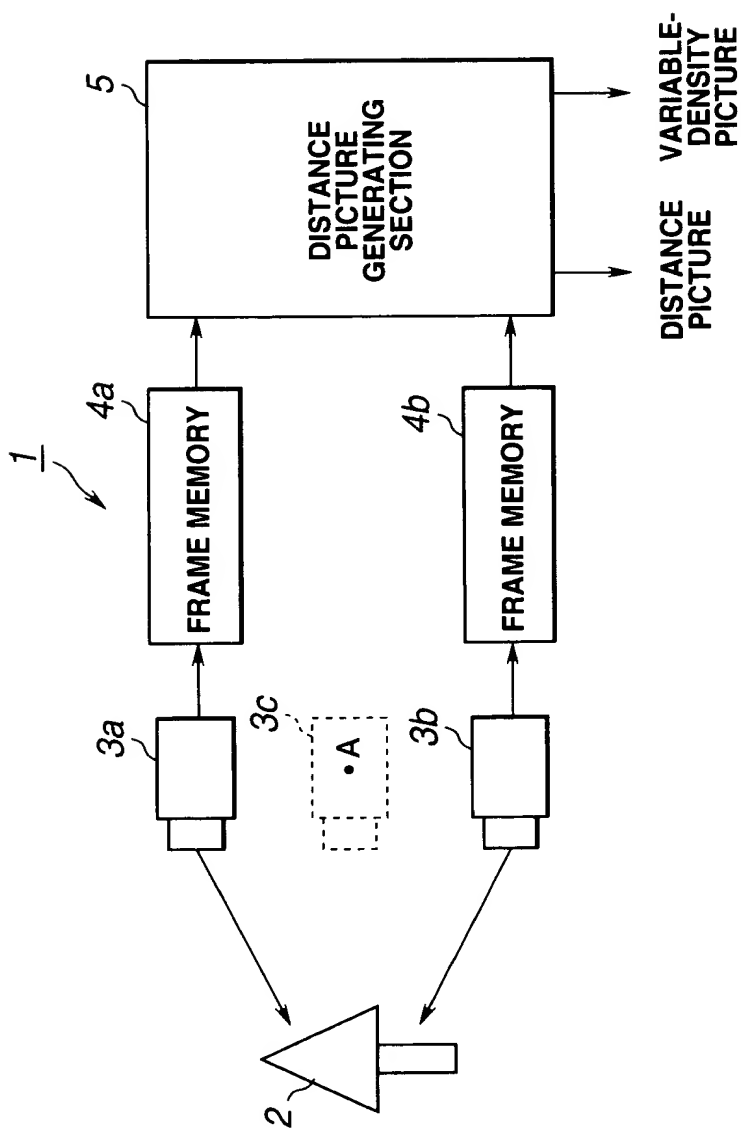 1
2
3a
3c
A
3b
4a
FRAME MEMORY
4b
FRAME MEMORY
5
DISTANCE
PICTURE
GENERATING
SECTION
DISTANCE
PICTURE
VARIABLE-
DENSITY
PICTURE